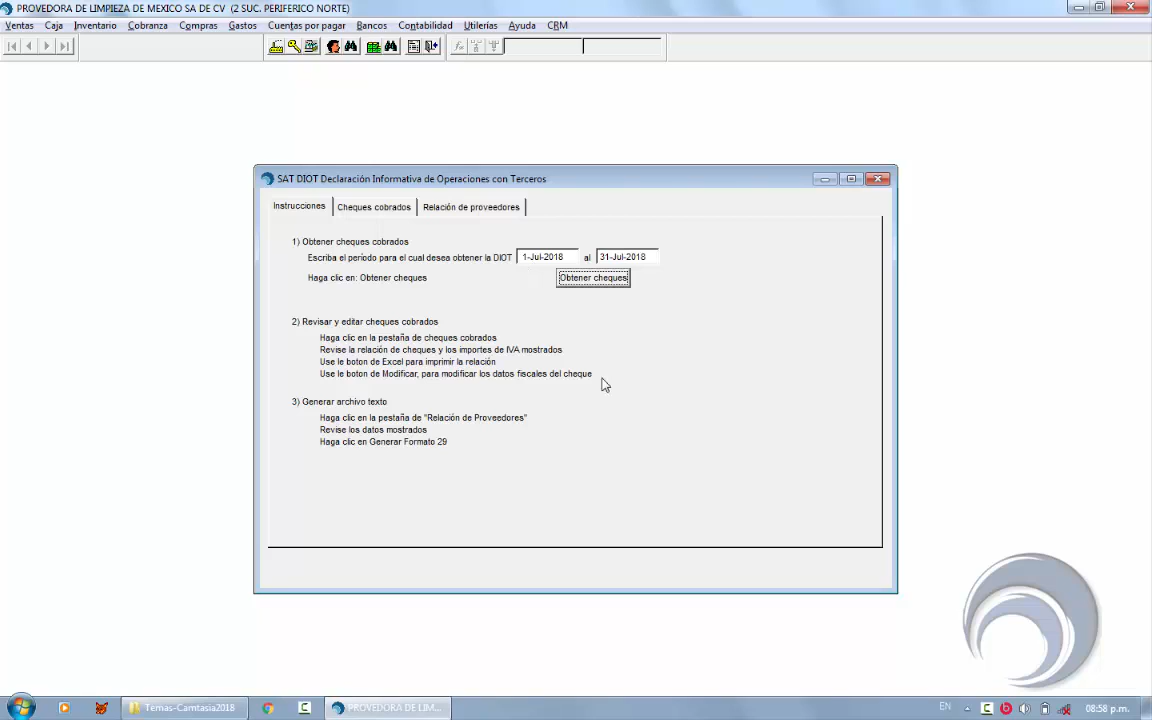 PROVEDORA DE LIMPIEZA DE MEXICO SA DE CV (2 SUC. PERIFERICO NORTE)
Ventas Caja Inventario Cobranza Compras Gastos Cuentas por pagar Bancos Contabilidad Utilerías Ayuda CRM
SAT DIOT Declaración Informativa de Operaciones con Terceros
Instrucciones Cheques cobrados Relación de proveedores
1) Obtener cheques cobrados
Escriba el período para el cual desea obtener la DIOT 1-Jul-2018 al 31-Jul-2018
Haga clic en: Obtener cheques Obtener cheques
2) Revisar y editar cheques cobrados
Haga clic en la pestaña de cheques cobrados
Revise la relación de cheques y los importes de IVA mostrados
Use le boton de Excel para imprimir la relación
Use le boton de Modificar, para modificar los datos fiscales del cheque
3) Generar archivo texto
Haga clic en la pestaña de "Relación de Proveedores"
Revise los datos mostrados
Haga clic en Generar Formato 29
Temas-Camtasia2018 PROVEDORA DE LIM... EN 08:58 p.m.